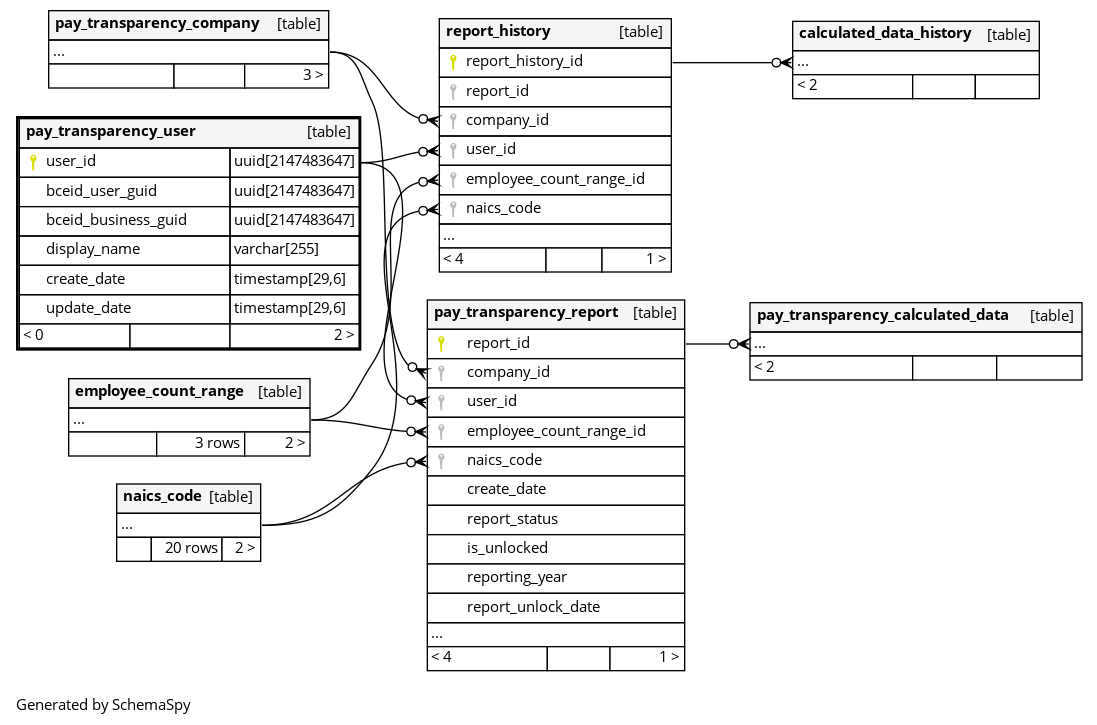 pay_transparency_company [table]
...
3 >
pay_transparency_user [table]
user_id uuid[2147483647]
bceid_user_guid uuid[2147483647]
bceid_business_guid uuid[2147483647]
display_name varchar[255]
create_date timestamp[29,6]
update_date timestamp[29,6]
< 0 2 >
employee_count_range [table]
...
3 rows 2 >
naics_code [table]
...
20 rows 2 >
report_history [table]
report_history_id
report_id
company_id
user_id
employee_count_range_id
naics_code
...
< 4 1 >
pay_transparency_report [table]
report_id
company_id
user_id
employee_count_range_id
naics_code
create_date
report_status
is_unlocked
reporting_year
report_unlock_date
...
< 4 1 >
calculated_data_history [table]
...
< 2
pay_transparency_calculated_data [table]
...
< 2
Generated by SchemaSpy